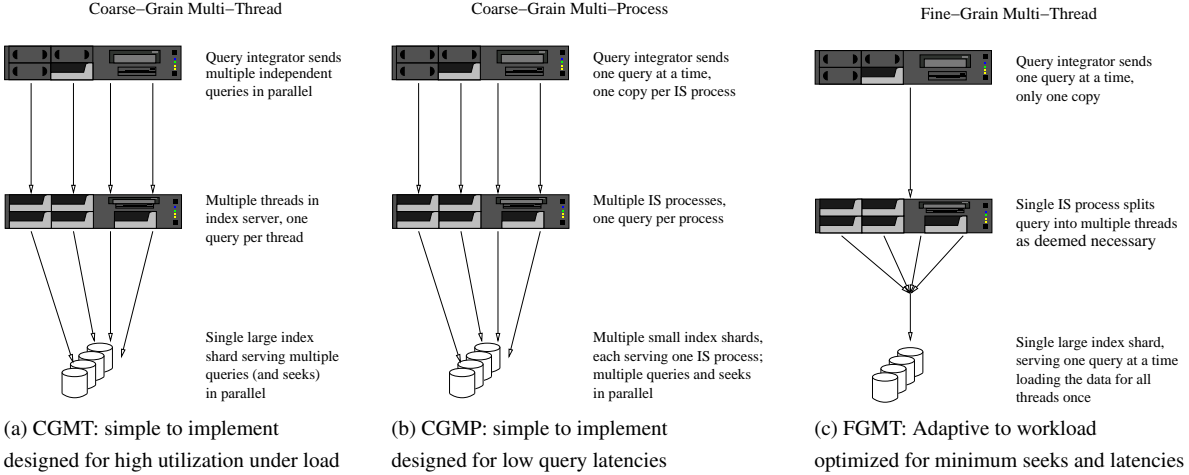 Coarse–Grain Multi–Thread
Query integrator sends
multiple independent
queries in parallel
Multiple threads in
index server, one
query per thread
Single large index
shard serving multiple
queries (and seeks)
in parallel
(a) CGMT: simple to implement
designed for high utilization under load
Coarse–Grain Multi–Process
Query integrator sends
one query at a time,
one copy per IS process
Multiple IS processes,
one query per process
Multiple small index shards,
each serving one IS process;
multiple queries and seeks
in parallel
(b) CGMP: simple to implement
designed for low query latencies
Fine–Grain Multi–Thread
Query integrator sends
one query at a time,
only one copy
Single IS process splits
query into multiple threads
as deemed necessary
Single large index shard,
serving one query at a time
loading the data for all
threads once
(c) FGMT: Adaptive to workload
optimized for minimum seeks and latencies